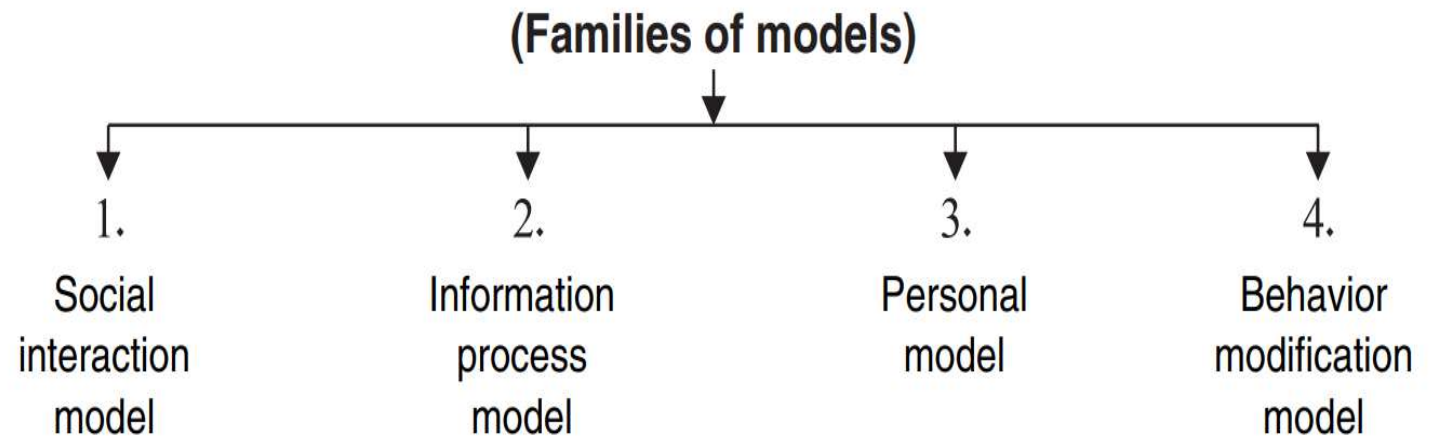 (Families of models)
1.
Social
interaction
model
2.
Information
process
model
3.
Personal
model
4.
Behavior
modification
model